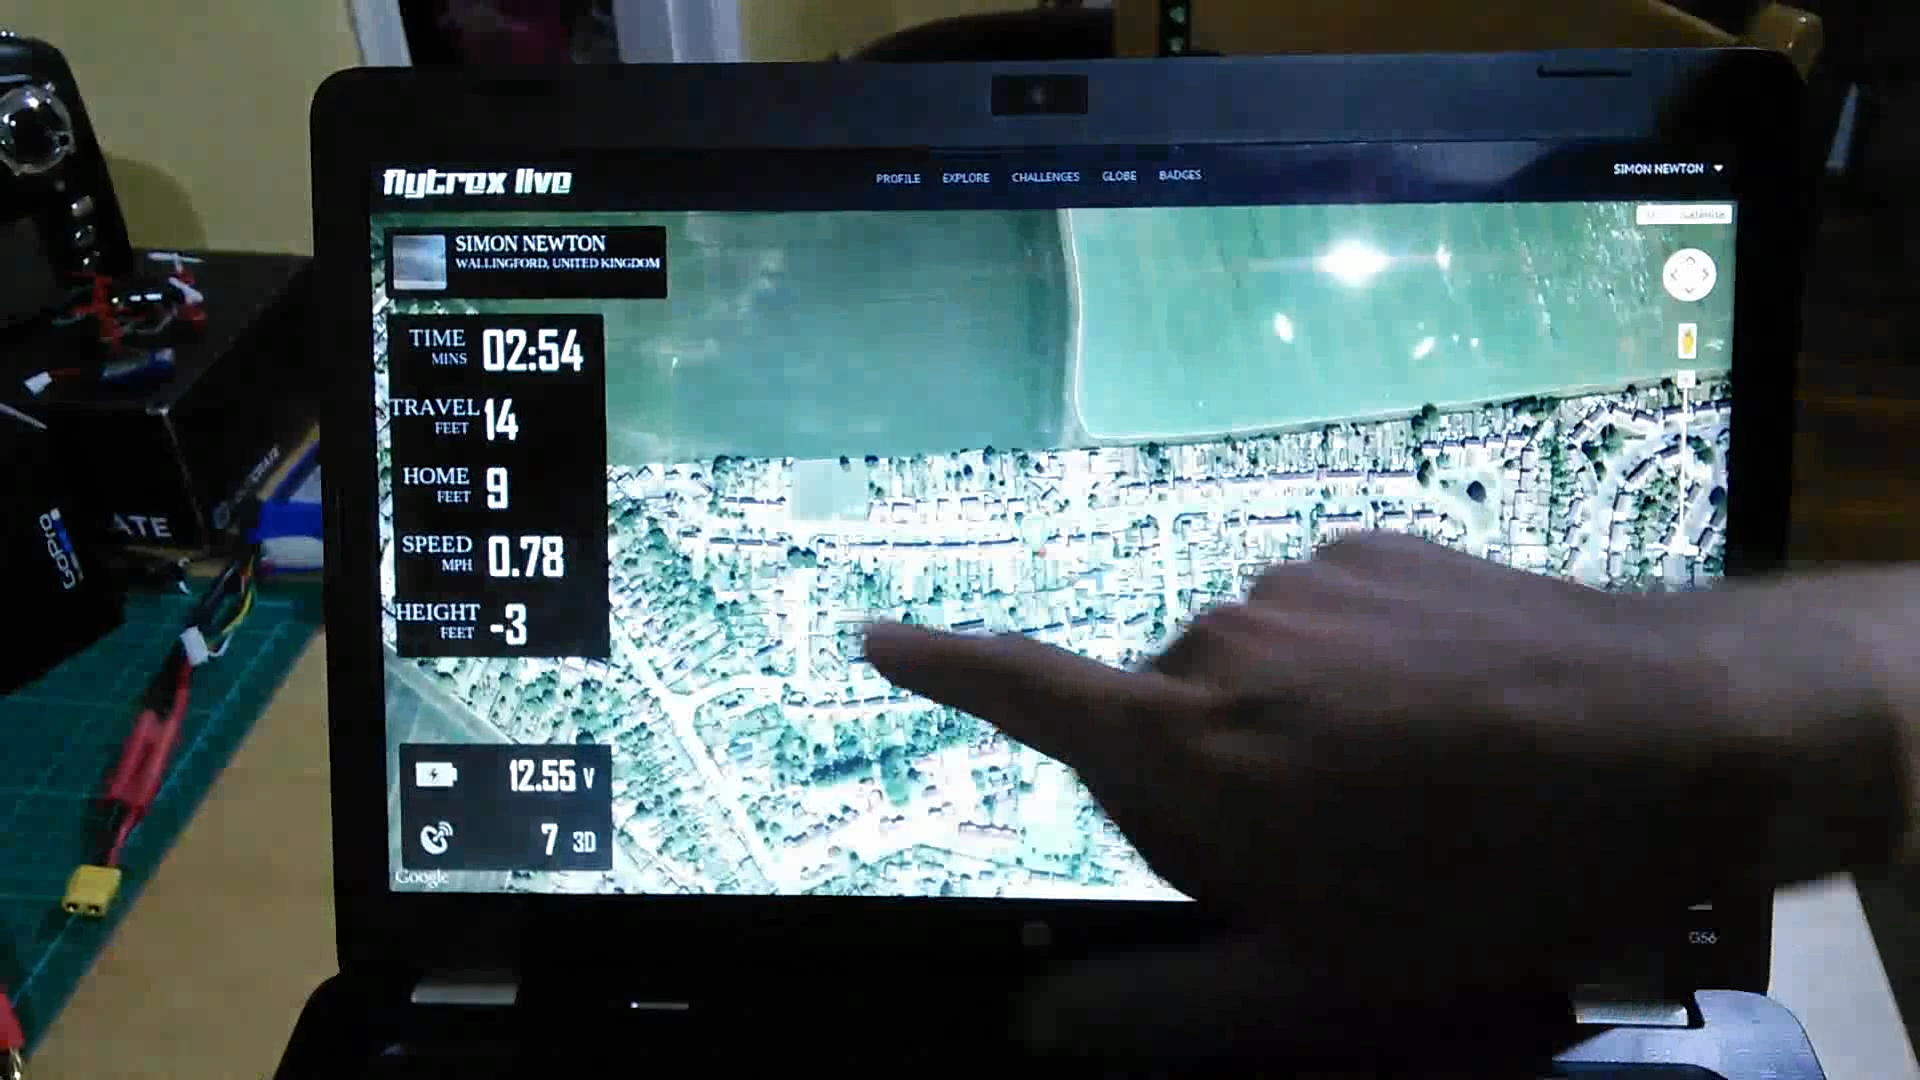 flytrex live
PROFILE EXPLORE CHALLENGES GLOBE BADGES
SIMON NEWTON
Satellite
SIMON NEWTON
WALLINGFORD, UNITED KINGDOM
TIME
MINS
02:54
TRAVEL
FEET
14
HOME
FEET
9
SPEED
MPH
0.78
HEIGHT
FEET
-3
12.55 V
7 3D
Google
GoPro
ATE
G56